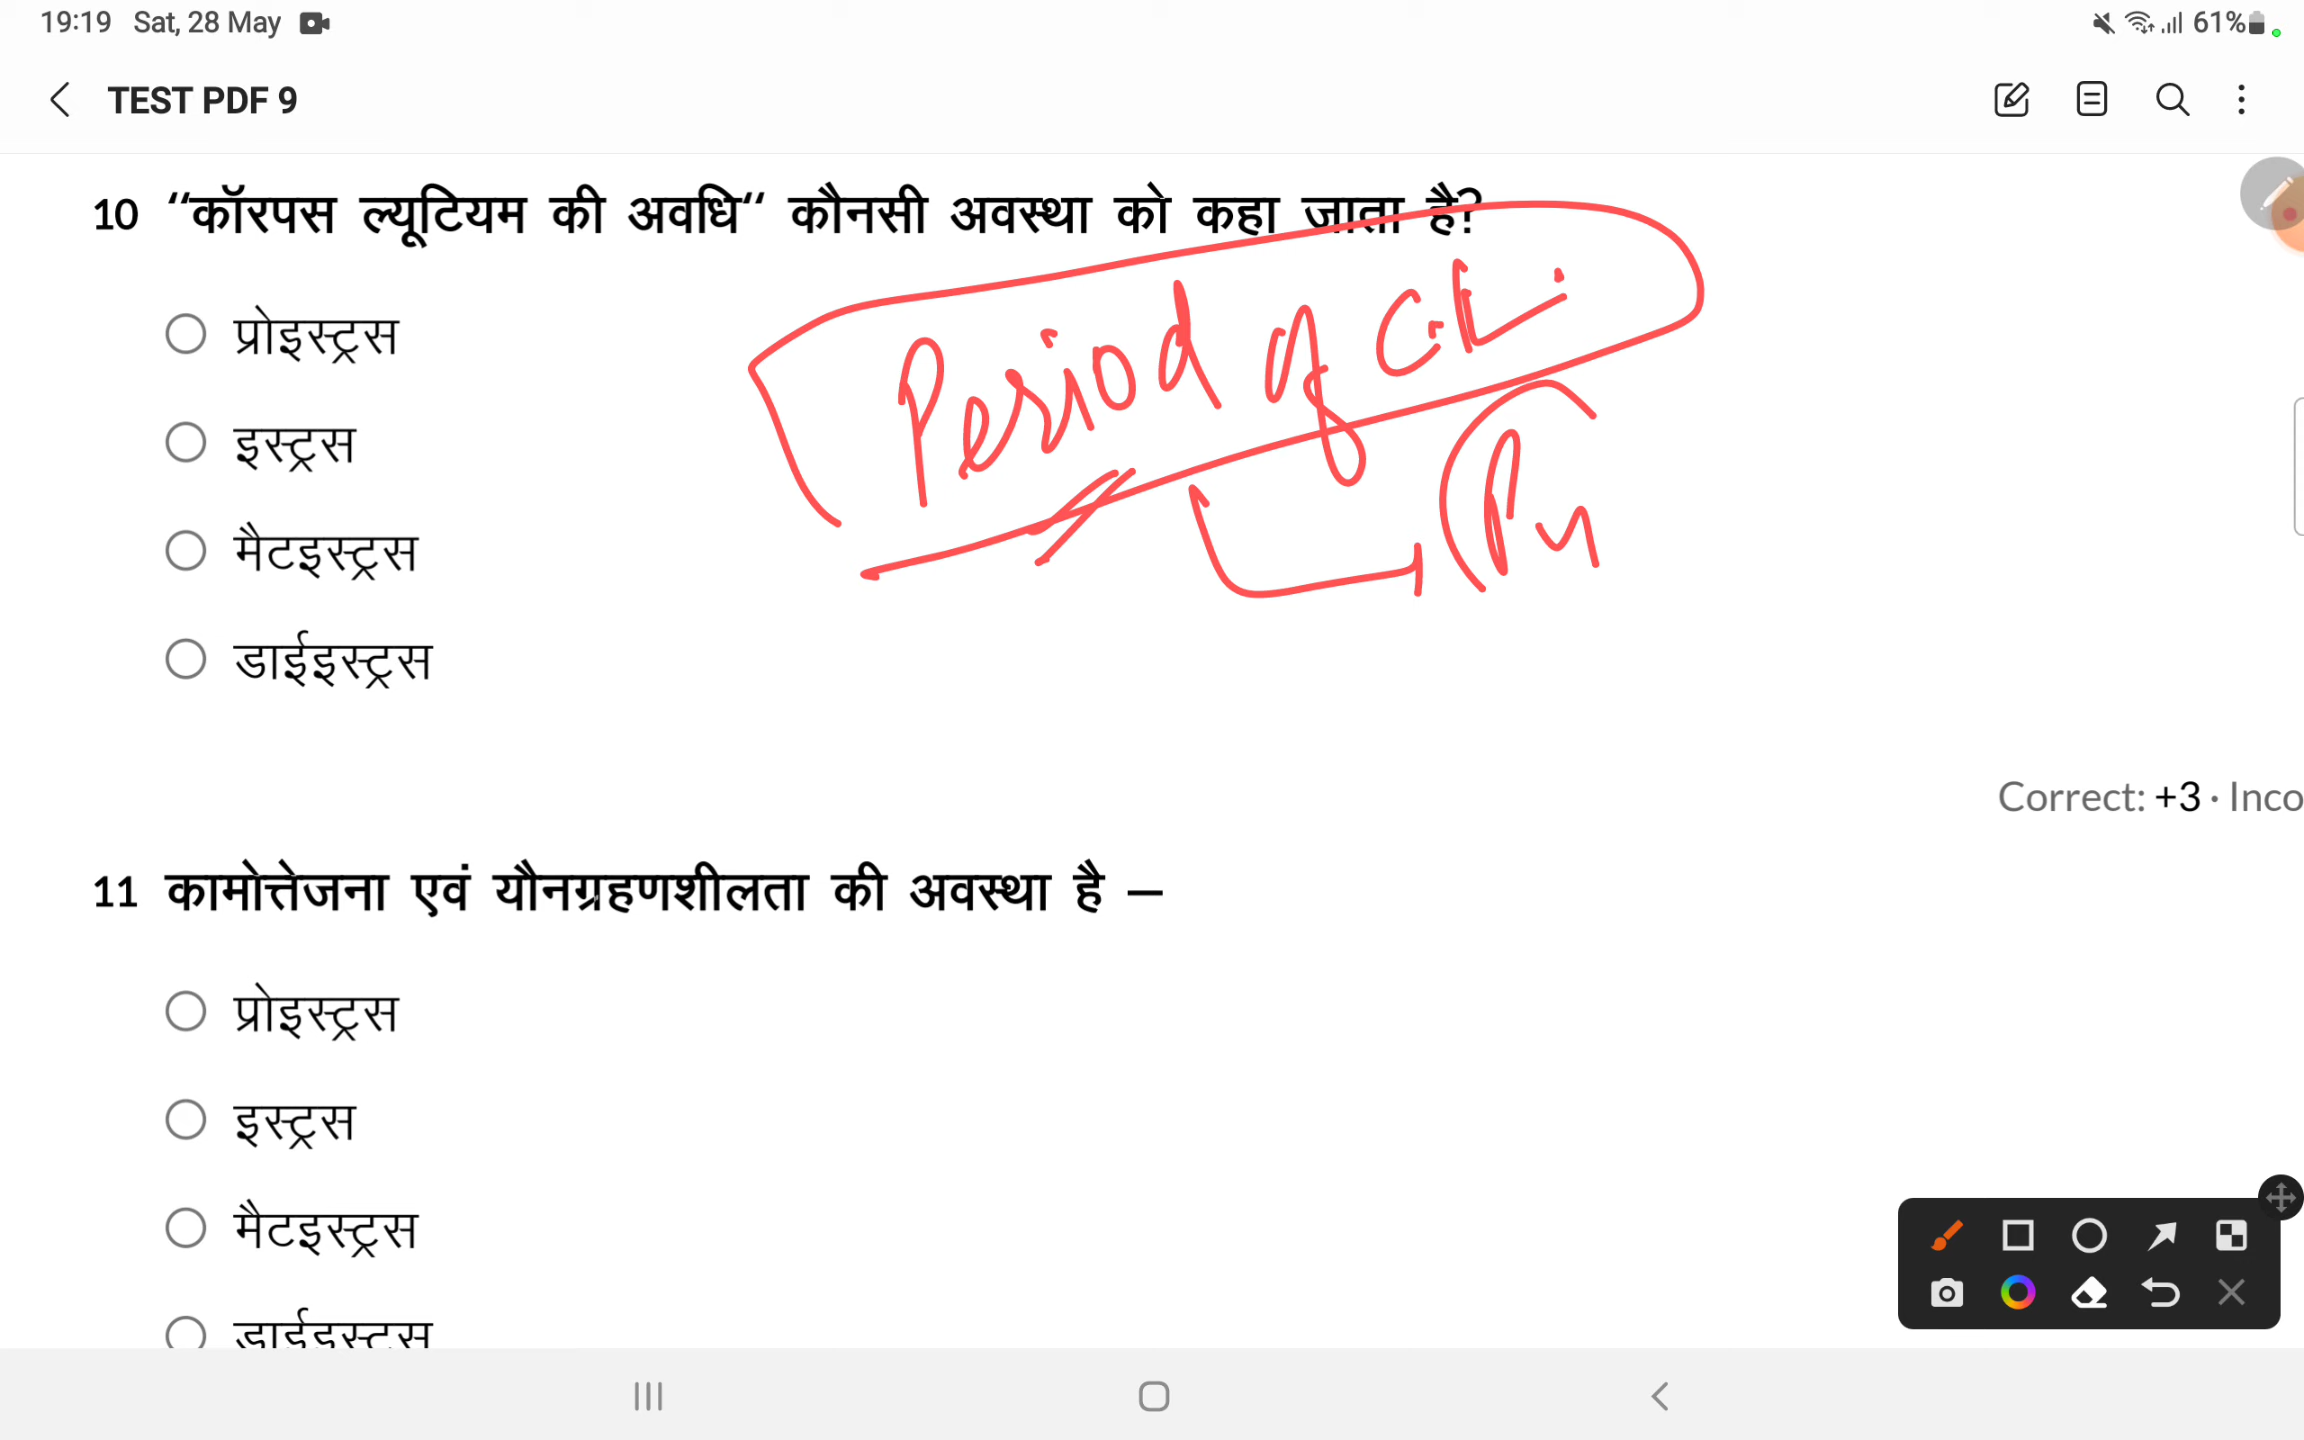 19:19 Sat, 28 May
61%
TEST PDF 9
10 “कॉरपस ल्यूटियम की अवधि“ कौनसी अवस्था को कहा जाता है?
Period of C.L.
प्रोइस्ट्रस
इस्ट्रस
मैटइस्ट्रस
डाईइस्ट्रस
Correct: +3 · Inco
11 कामोत्तेजना एवं यौनग्रहणशीलता की अवस्था है –
प्रोइस्ट्रस
इस्ट्रस
मैटइस्ट्रस
डाईइस्ट्रस